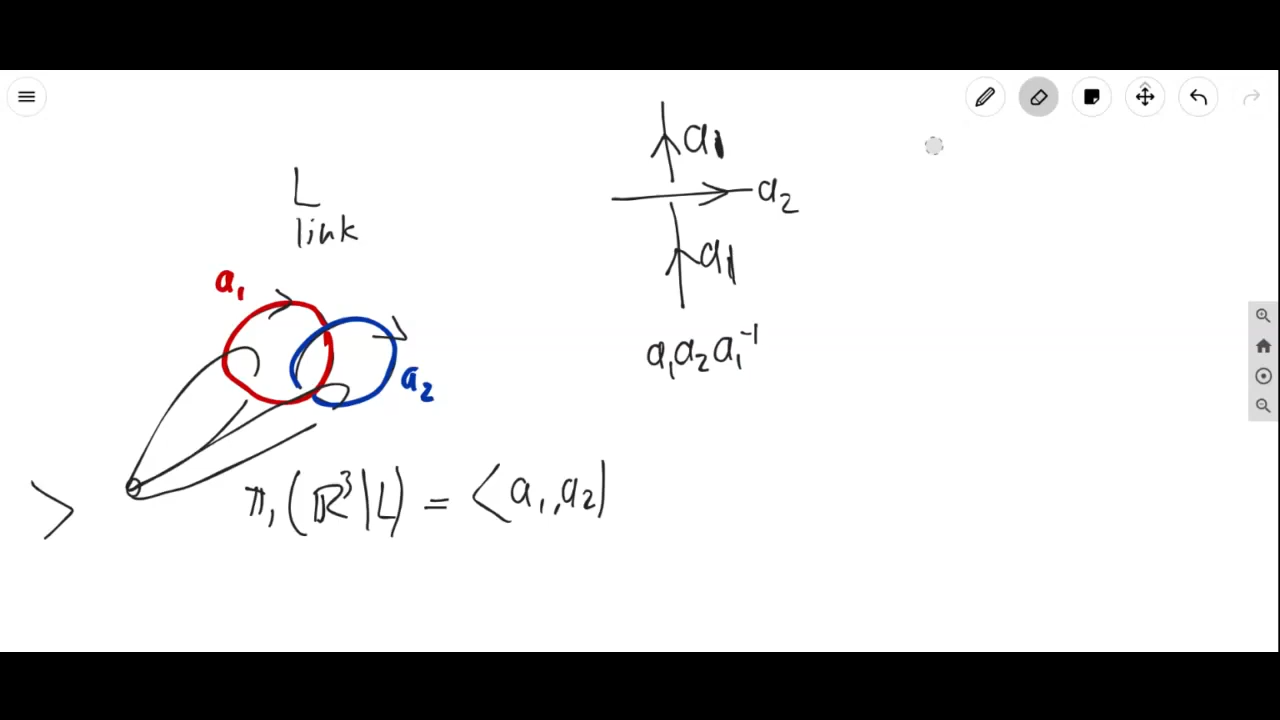 L
link
a₁
a₂
a₁
a₂
a₁
a₁a₂a₁⁻¹
> π₁(ℝ³|L) = ⟨a₁,a₂|